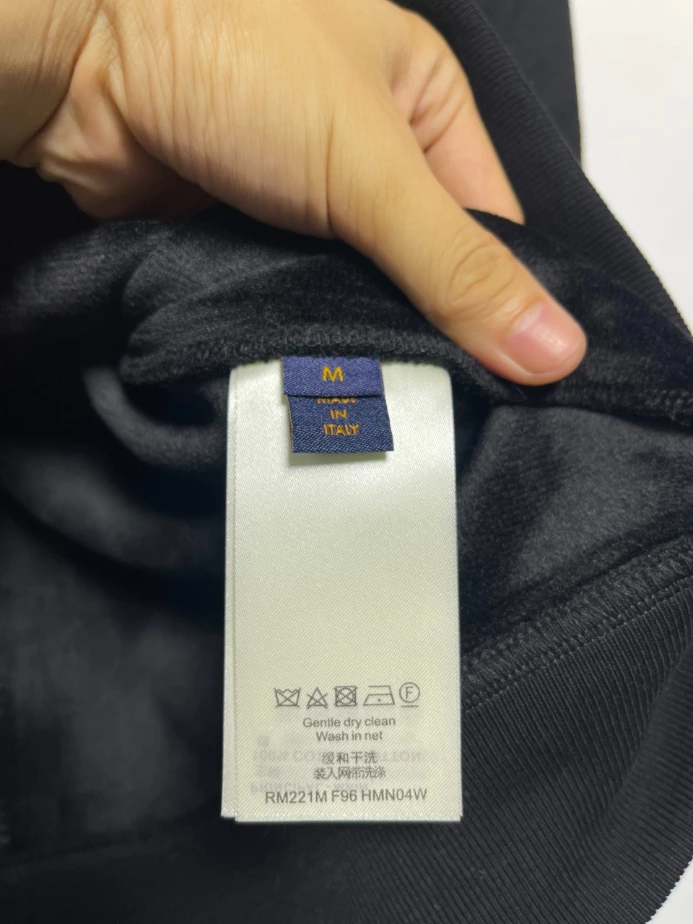 M
MADE
IN
ITALY
F
Gentle dry clean
Wash in net
缓和干洗
装入网筋洗涤
RM221M F96 HMN04W